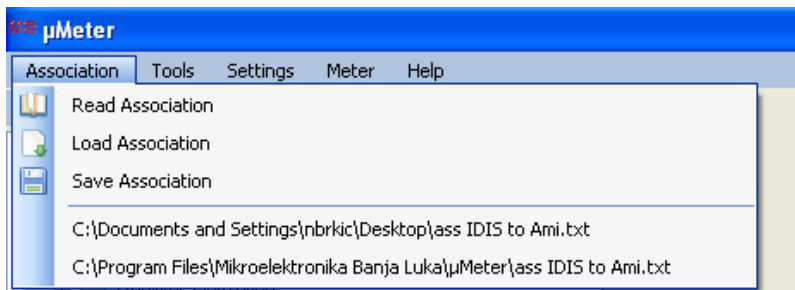 µMeter
Association Tools Settings Meter Help
Read Association
Load Association
Save Association
C:\Documents and Settings\nbrkic\Desktop\ass IDIS to Ami.txt
C:\Program Files\Mikroelektronika Banja Luka\µMeter\ass IDIS to Ami.txt